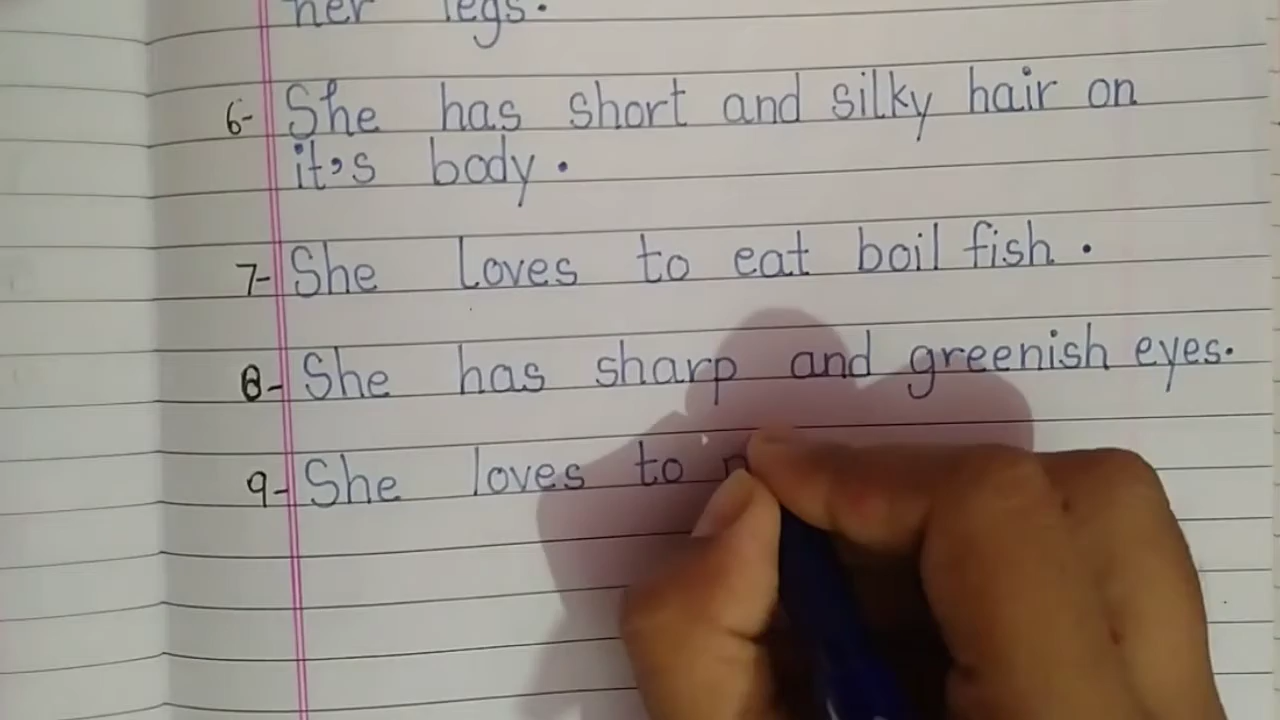 her legs.
6- She has short and silky hair on
it's body.
7- She loves to eat boil fish.
8- She has sharp and greenish eyes.
9- She loves to